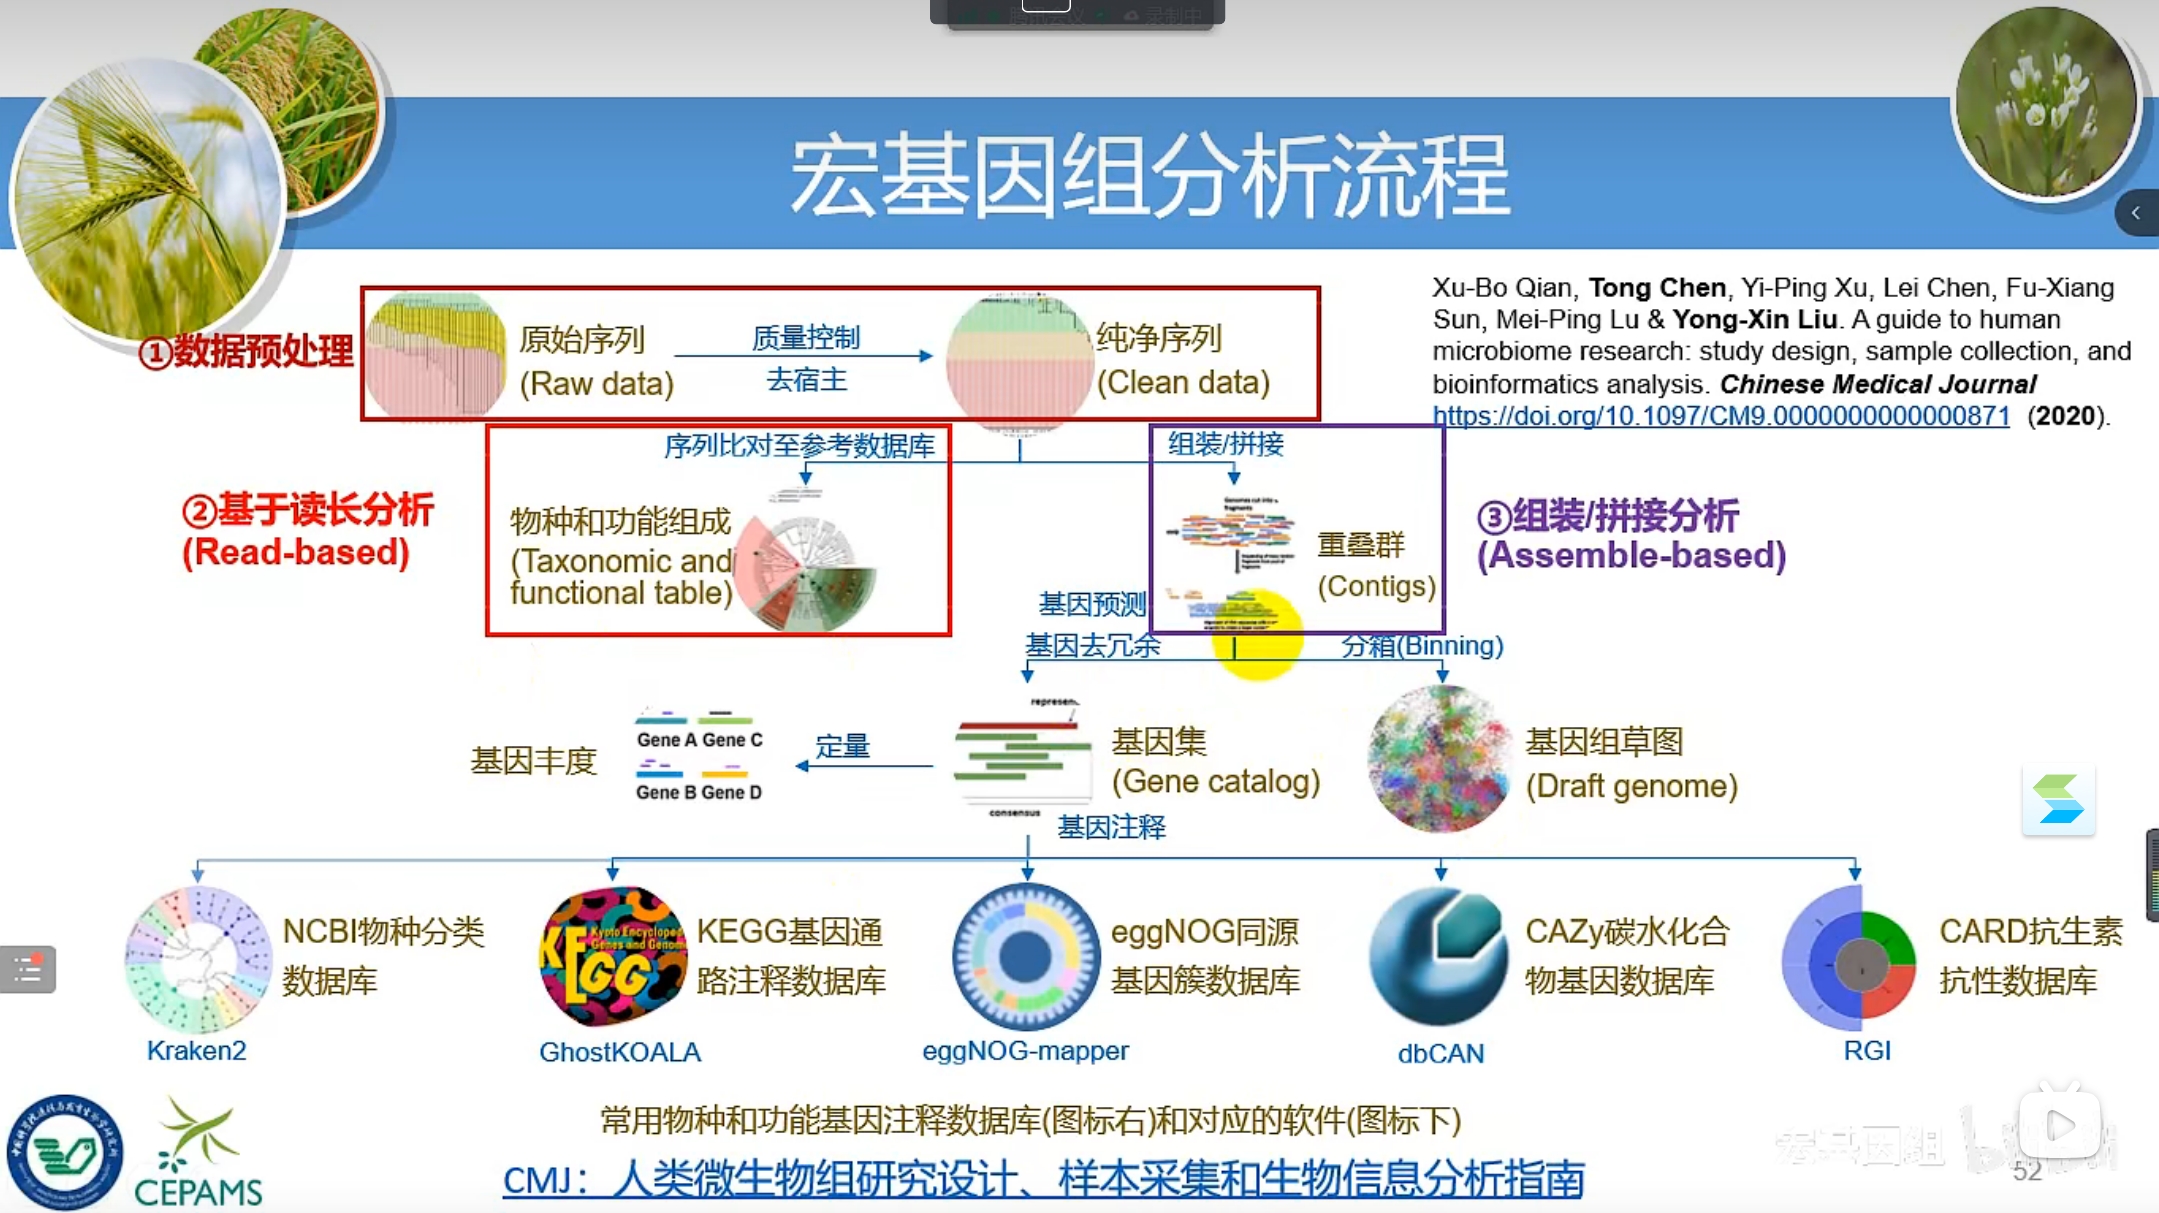 宏基因组分析流程
Xu-Bo Qian, Tong Chen, Yi-Ping Xu, Lei Chen, Fu-Xiang
Sun, Mei-Ping Lu & Yong-Xin Liu. A guide to human
microbiome research: study design, sample collection, and
bioinformatics analysis. Chinese Medical Journal
https://doi.org/10.1097/CM9.0000000000000871 (2020).
①数据预处理
原始序列
(Raw data)
质量控制
去宿主
纯净序列
(Clean data)
序列比对至参考数据库
组装/拼接
②基于读长分析
(Read-based)
物种和功能组成
(Taxonomic and
functional table)
重叠群
(Contigs)
③组装/拼接分析
(Assemble-based)
基因预测
基因去冗余
分箱(Binning)
基因丰度
Gene A Gene C
Gene B Gene D
定量
consensus
基因集
(Gene catalog)
基因组草图
(Draft genome)
基因注释
NCBI物种分类
数据库
Kraken2
KEGG
Kyoto Encyclopedia
KEGG基因通
路注释数据库
GhostKOALA
eggNOG同源
基因簇数据库
eggNOG-mapper
CAZy碳水化合
物基因数据库
dbCAN
CARD抗生素
抗性数据库
RGI
常用物种和功能基因注释数据库(图标右)和对应的软件(图标下)
CMJ：人类微生物组研究设计、样本采集和生物信息分析指南
CEPAMS
宏基因组
52